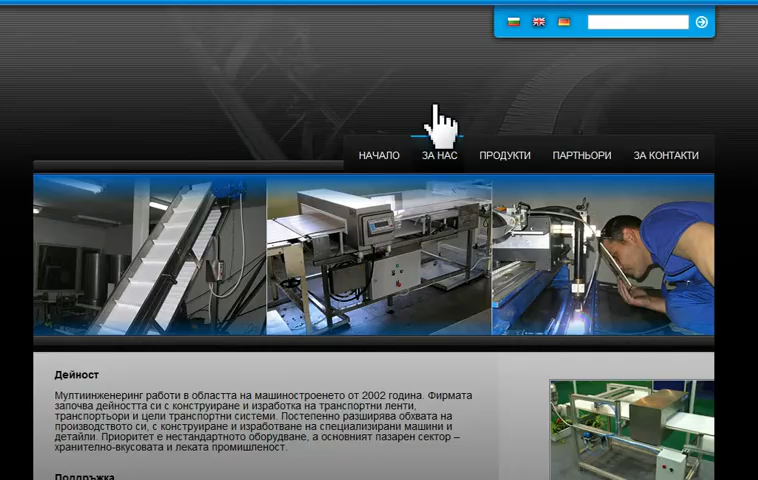 НАЧАЛО ЗА НАС ПРОДУКТИ ПАРТНЬОРИ ЗА КОНТАКТИ
Дейност
Мултиинженеринг работи в областта на машиностроенето от 2002 година. Фирмата
започва дейността си с конструиране и изработка на транспортни ленти,
транспортьори и цели транспортни системи. Постепенно разширява обхвата на
производството си, с конструиране и изработване на специализирани машини и
детайли. Приоритет е нестандартното оборудване, а основният пазарен сектор –
хранително-вкусовата и леката промишленост.
Поддръжка